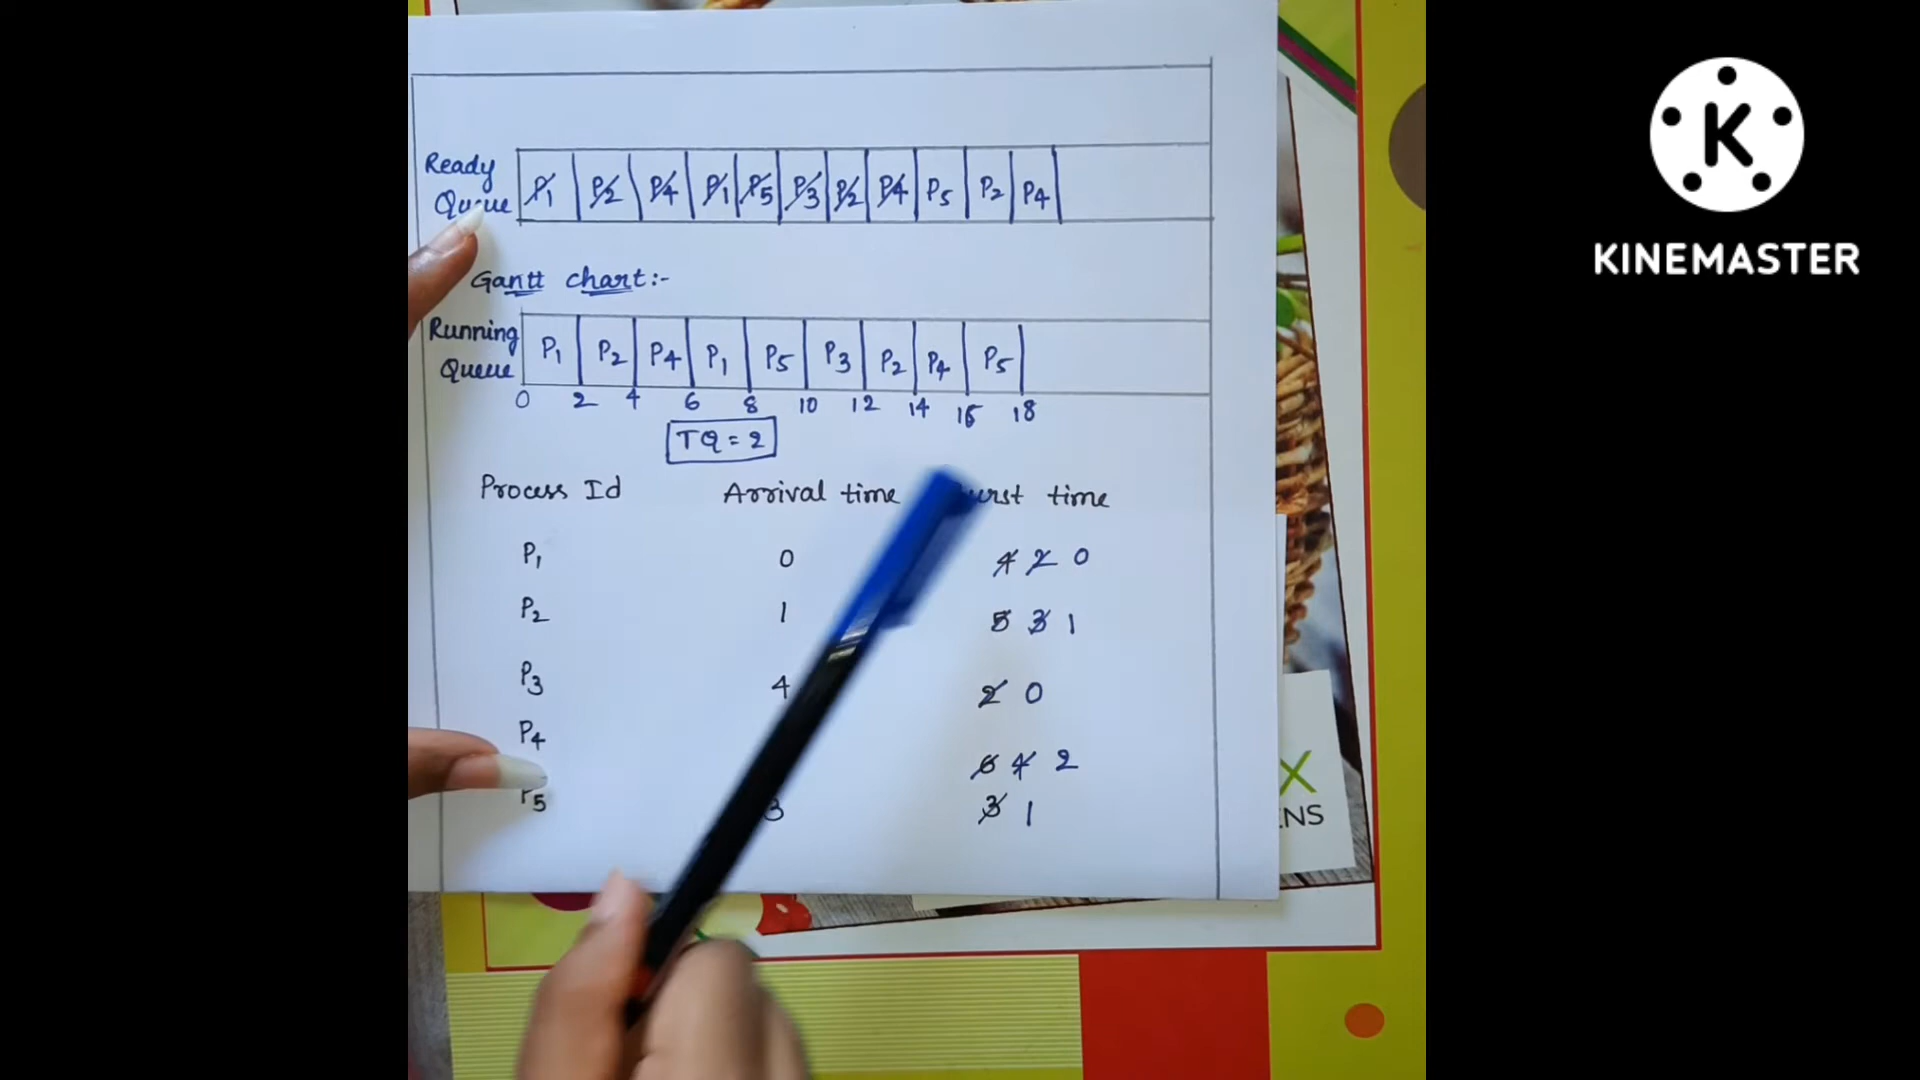 Ready Queue
P1 P2 P4 P1 P5 P3 P2 P4 P5 P2 P4
Gantt chart:-
Running Queue
P1 P2 P4 P1 P5 P3 P2 P4 P5
0 2 4 6 8 10 12 14 16 18
TQ = 2
Process Id Arrival time time
P1 0 4 2 0
P2 1 5 3 1
P3 4 2 0
P4 6 4 2
P5 3 3 1
K
KINEMASTER
X
ENS